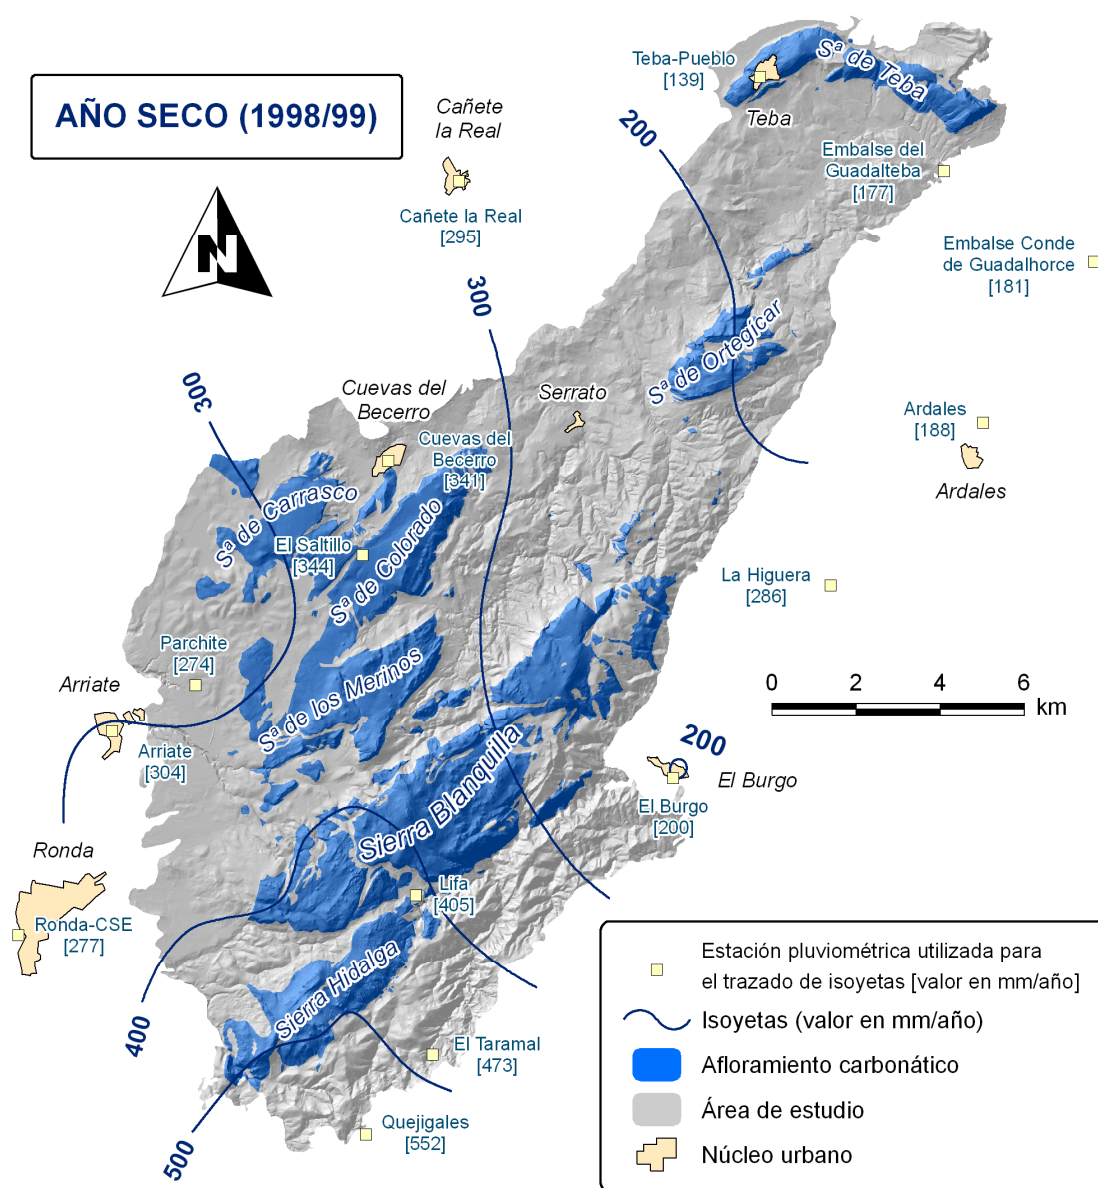 AÑO SECO (1998/99)
N
Cañete
la Real
Cañete la Real
[295]
Teba-Pueblo
[139]
Teba
Sª de Teba
200
Embalse del
Guadalteba
[177]
Embalse Conde
de Guadalhorce
[181]
300
300
Sª de Ortegícar
Cuevas del
Becerro
Serrato
Cuevas del
Becerro
[341]
Ardales
[188]
Ardales
Sª de Carrasco
El Saltillo
[344]
Sª de Colorado
La Higuera
[286]
Parchite
[274]
Arriate
Arriate
[304]
Sª de los Merinos
0 2 4 6
km
Sierra Blanquilla
200
El Burgo
El Burgo
[200]
Ronda
Ronda-CSE
[277]
Lifa
[405]
Sierra Hidalga
400
El Taramal
[473]
Quejigales
[552]
500
Estación pluviométrica utilizada para
el trazado de isoyetas [valor en mm/año]
Isoyetas (valor en mm/año)
Afloramiento carbonático
Área de estudio
Núcleo urbano